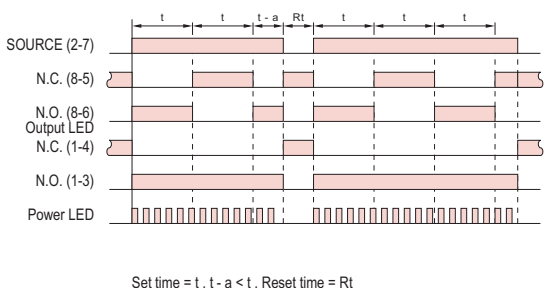 t t t - a Rt t t t
SOURCE (2-7)
N.C. (8-5)
N.O. (8-6)
Output LED
N.C. (1-4)
N.O. (1-3)
Power LED
Set time = t , t - a < t , Reset time = Rt